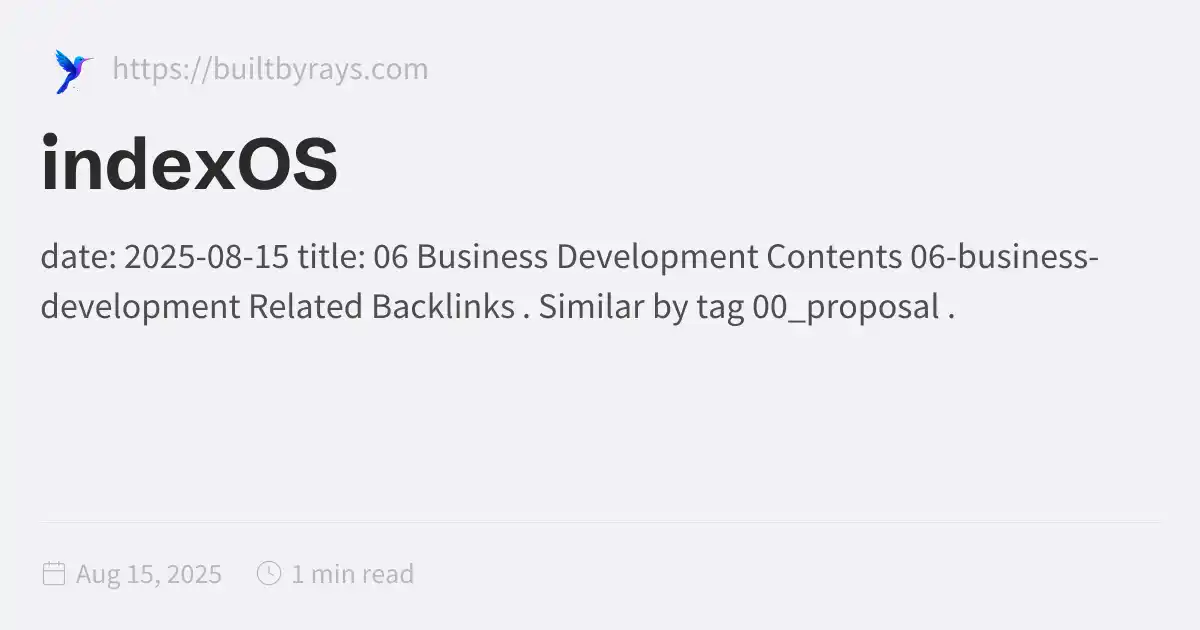 https://builtbyrays.com
indexOS
date: 2025-08-15 title: 06 Business Development Contents 06-business-
development Related Backlinks . Similar by tag 00_proposal .
Aug 15, 2025
1 min read